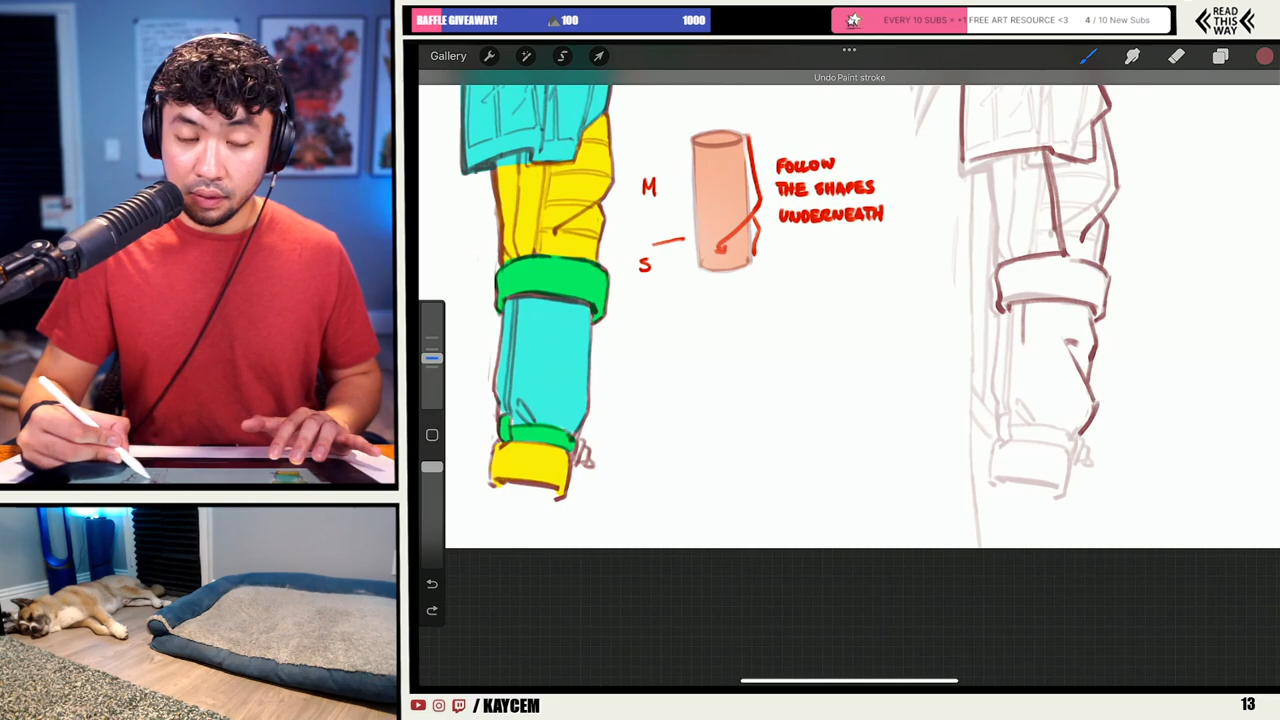 RAFFLE GIVEAWAY!
100
1000
EVERY 10 SUBS × +1 FREE ART RESOURCE <3
4 / 10 New Subs
READ
THIS
WAY
Gallery
Undo Paint stroke
M
S
FOLLOW
THE SHAPES
UNDERNEATH
/ KAYCEM
13